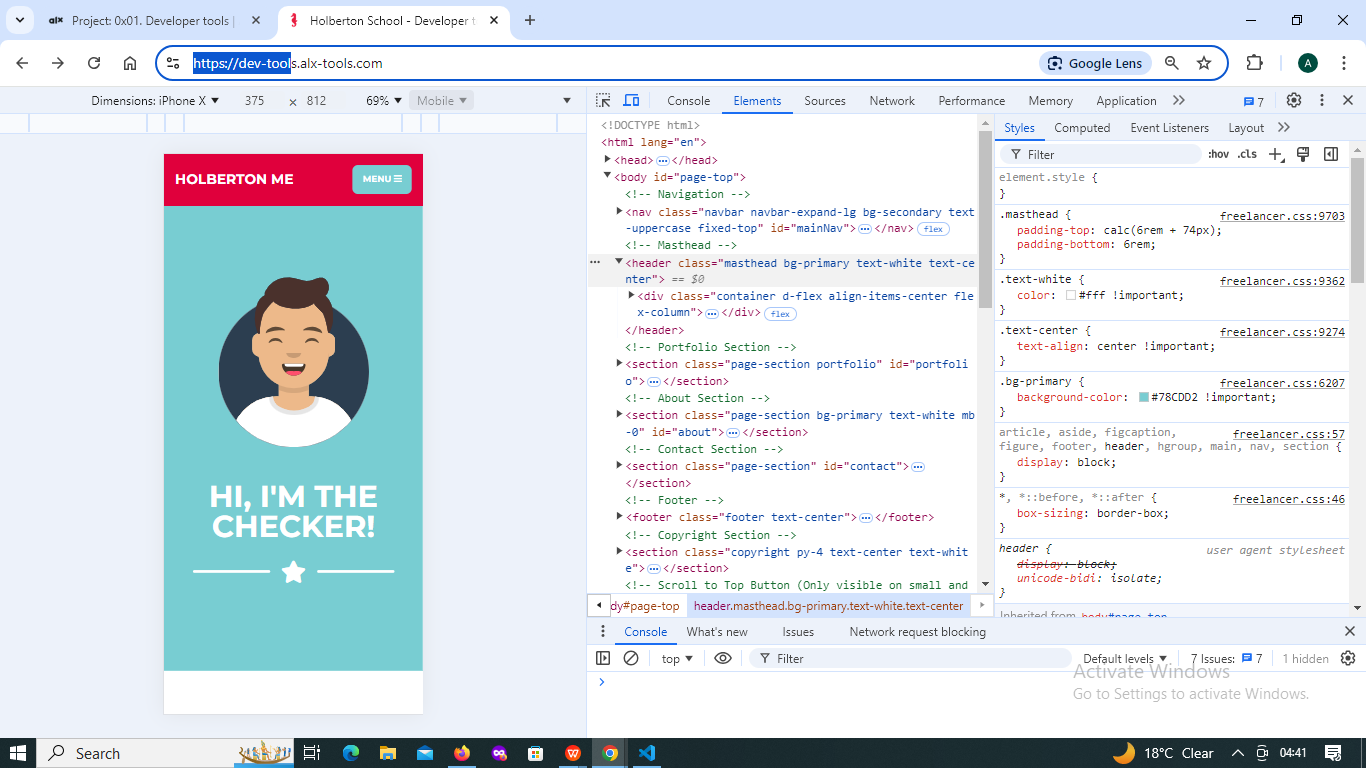 alx Project: 0x01. Developer tools |
Holberton School - Developer t
https://dev-tools.alx-tools.com
Google Lens
A
Dimensions: iPhone X ▼ 375 × 812 69% ▼ Mobile ▼
HOLBERTON ME
MENU
HI, I'M THE
CHECKER!
Console Elements Sources Network Performance Memory Application 7
<!DOCTYPE html>
<html lang="en">
<head>…</head>
<body id="page-top">
<!-- Navigation -->
<nav class="navbar navbar-expand-lg bg-secondary text
-uppercase fixed-top" id="mainNav">…</nav> flex
<!-- Masthead -->
<header class="masthead bg-primary text-white text-ce
nter"> == $0
<div class="container d-flex align-items-center fle
x-column">…</div> flex
</header>
<!-- Portfolio Section -->
<section class="page-section portfolio" id="portfoli
o">…</section>
<!-- About Section -->
<section class="page-section bg-primary text-white mb
-0" id="about">…</section>
<!-- Contact Section -->
<section class="page-section" id="contact">…
</section>
<!-- Footer -->
<footer class="footer text-center">…</footer>
<!-- Copyright Section -->
<section class="copyright py-4 text-center text-whit
e">…</section>
<!-- Scroll to Top Button (Only visible on small and
dy#page-top header.masthead.bg-primary.text-white.text-center
Styles Computed Event Listeners Layout
Filter :hov .cls
element.style {
}
.masthead { freelancer.css:9703
padding-top: calc(6rem + 74px);
padding-bottom: 6rem;
}
.text-white { freelancer.css:9362
color: #fff !important;
}
.text-center { freelancer.css:9274
text-align: center !important;
}
.bg-primary { freelancer.css:6207
background-color: #78CDD2 !important;
}
article, aside, figcaption, freelancer.css:57
figure, footer, header, hgroup, main, nav, section {
display: block;
}
*, *::before, *::after { freelancer.css:46
box-sizing: border-box;
}
header { user agent stylesheet
display: block;
unicode-bidi: isolate;
}
Inherited from body#page-top
Console What's new Issues Network request blocking
top ▼ Filter Default levels ▼ 7 Issues: 7 1 hidden
Activate Windows
Go to Settings to activate Windows.
Search
18°C Clear 04:41